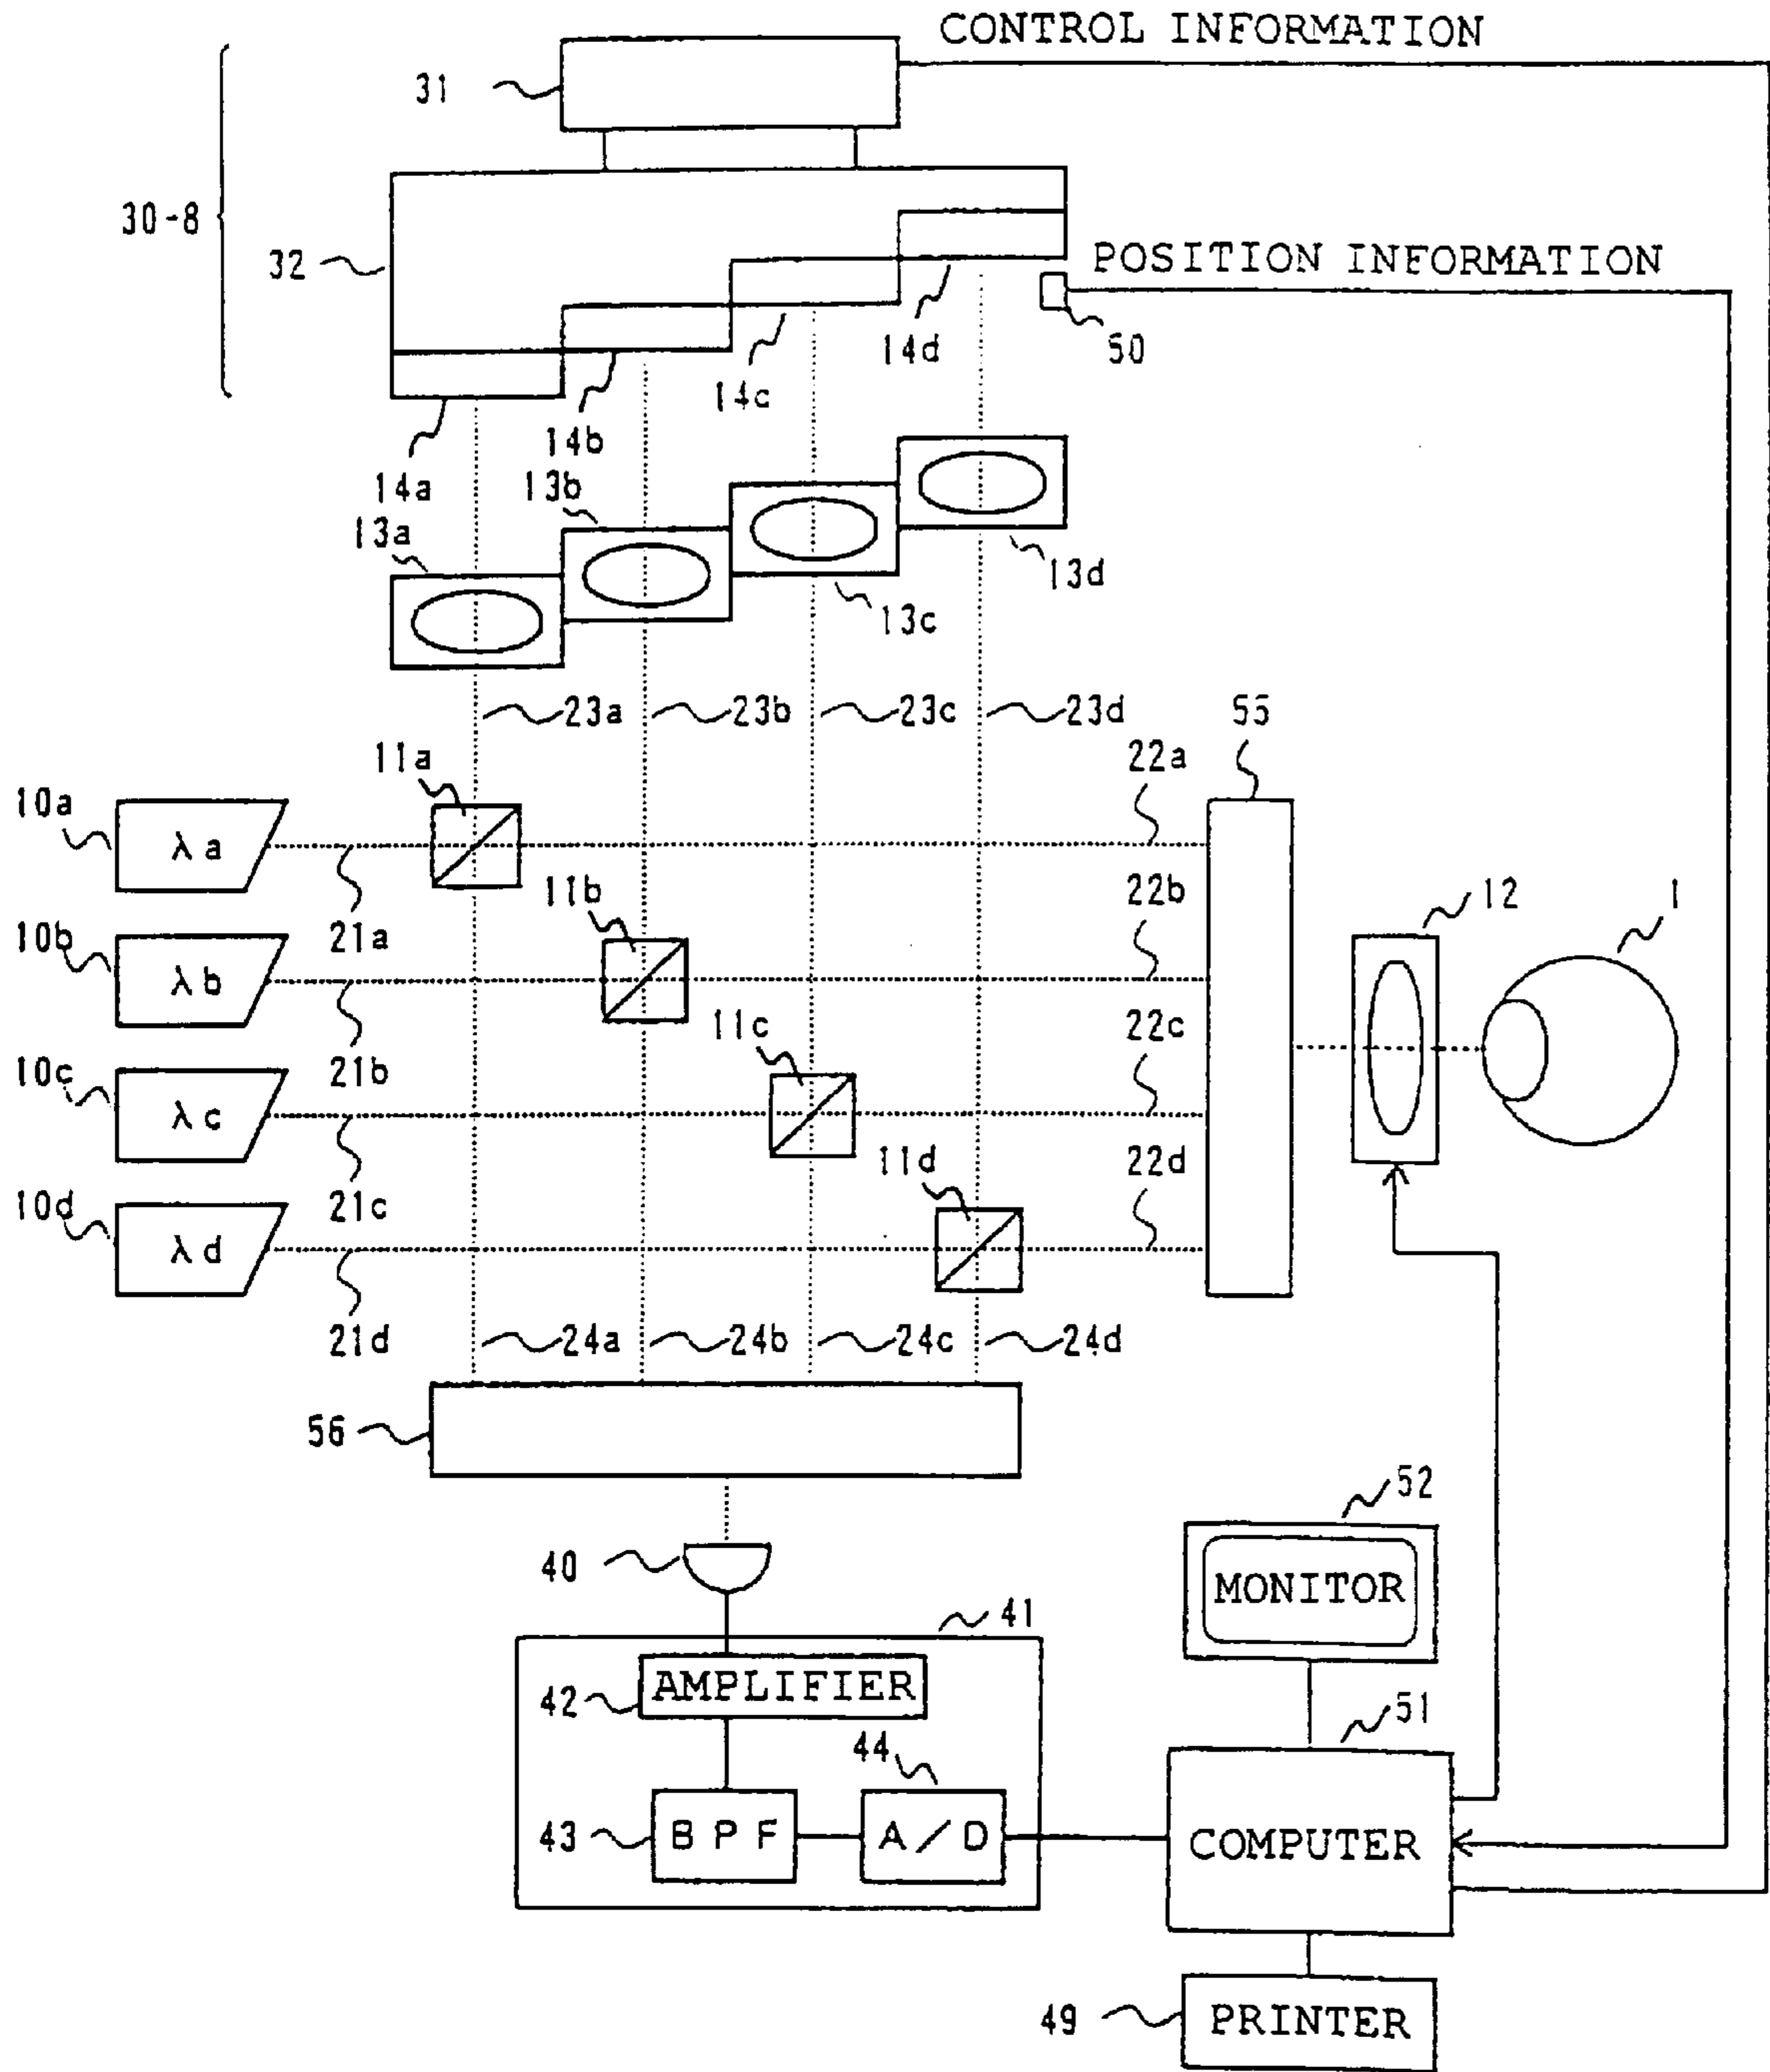 CONTROL INFORMATION
31
30-8
32
POSITION INFORMATION
50
14d
14c
14b
14a
13b
13a
13d
13c
23a
23b
23c
23d
55
11a
22a
10a
λa
21a
11b
22b
12
1
10b
λb
21b
11c
22c
10c
λc
21c
11d
22d
10d
λd
21d
24a
24b
24c
24d
56
52
40
MONITOR
41
42
AMPLIFIER
51
44
43
BPF
A/D
COMPUTER
49
PRINTER